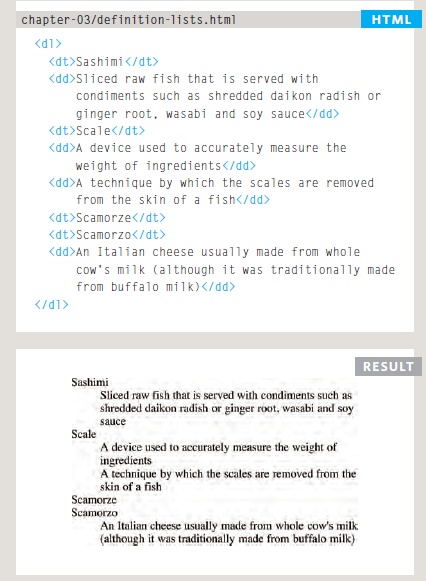 chapter-03/definition-lists.html HTML
<dl>
<dt>Sashimi</dt>
<dd>Sliced raw fish that is served with
condiments such as shredded daikon radish or
ginger root, wasabi and soy sauce</dd>
<dt>Scale</dt>
<dd>A device used to accurately measure the
weight of ingredients</dd>
<dd>A technique by which the scales are removed
from the skin of a fish</dd>
<dt>Scamorze</dt>
<dt>Scamorzo</dt>
<dd>An Italian cheese usually made from whole
cow's milk (although it was traditionally made
from buffalo milk)</dd>
</dl>
RESULT
Sashimi
Sliced raw fish that is served with condiments such as
shredded daikon radish or ginger root, wasabi and soy
sauce
Scale
A device used to accurately measure the weight of
ingredients
A technique by which the scales are removed from the
skin of a fish
Scamorze
Scamorzo
An Italian cheese usually made from whole cow's milk
(although it was traditionally made from buffalo milk)